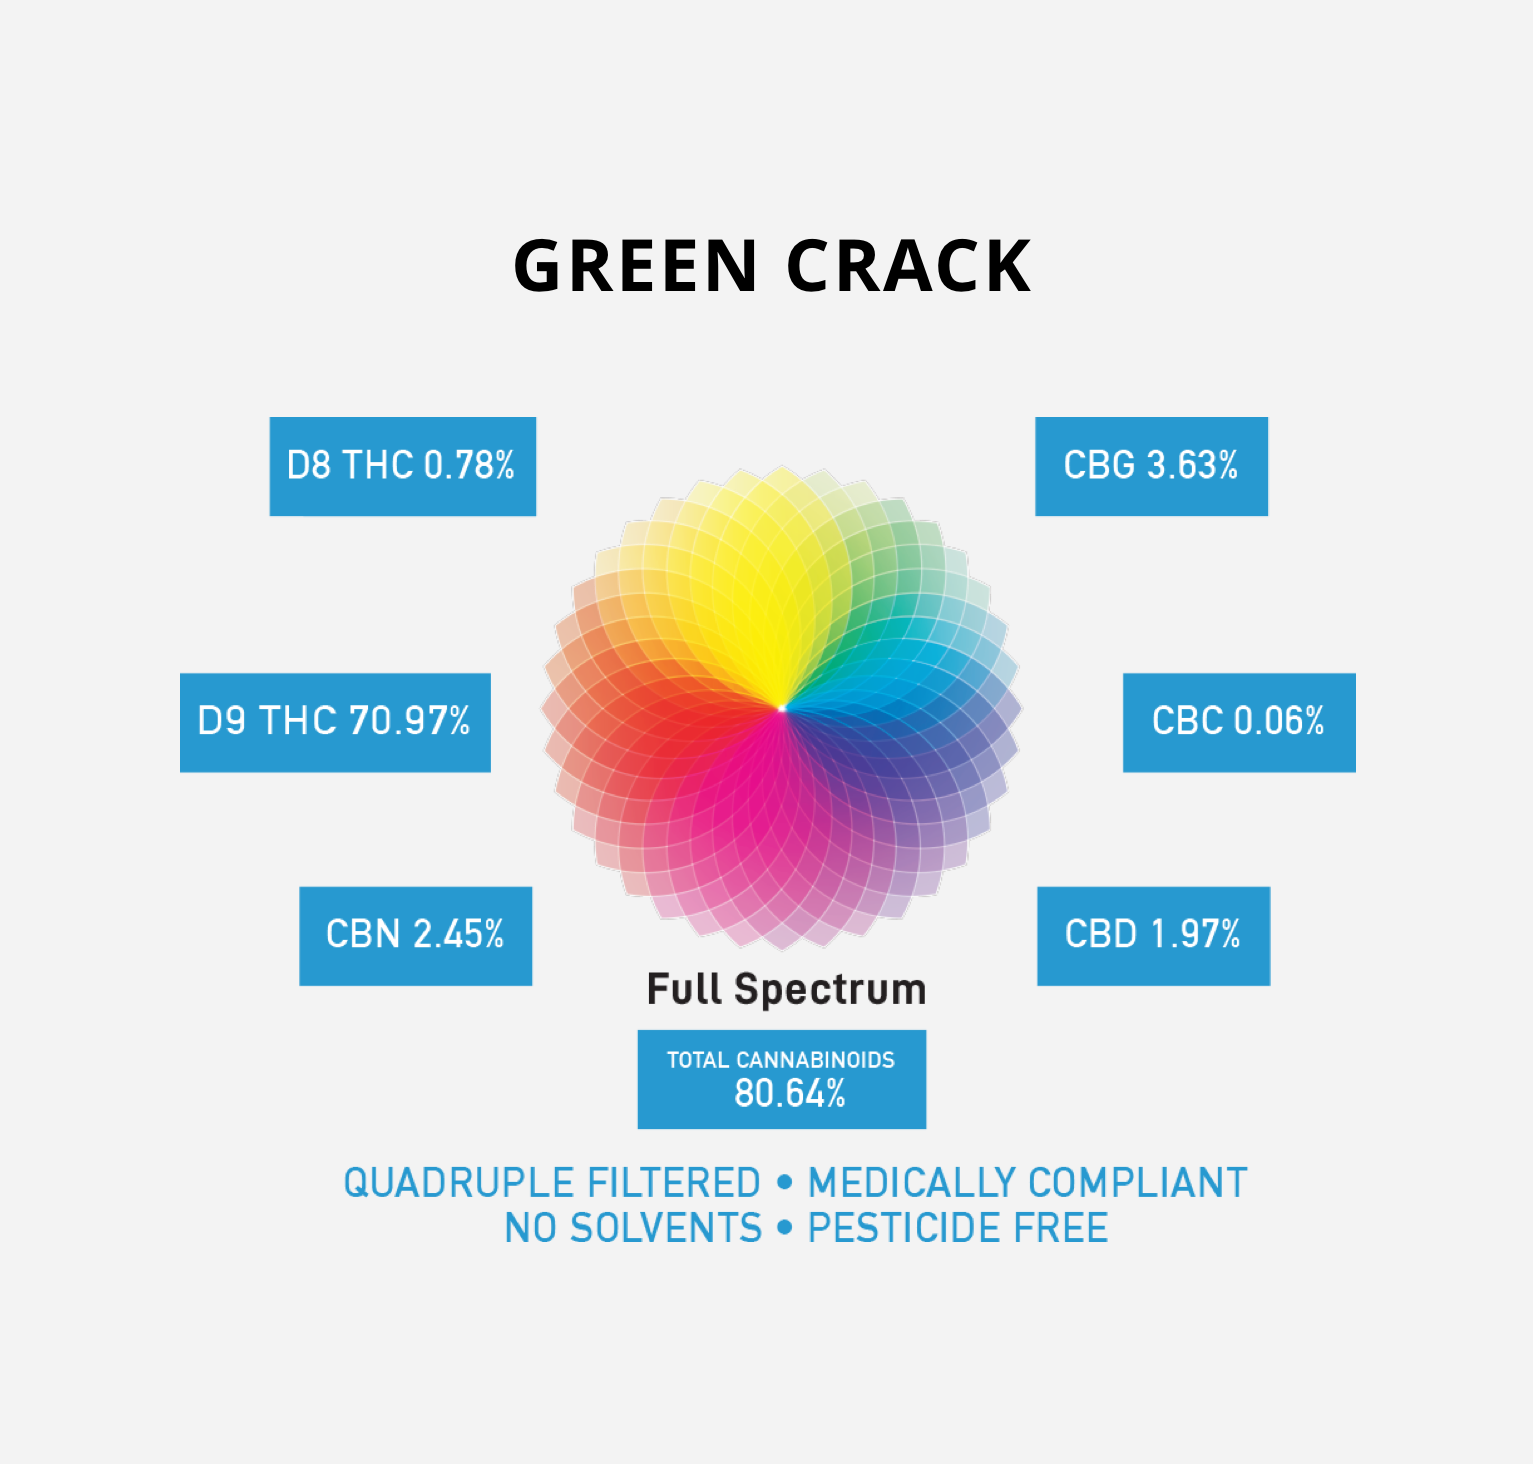 GREEN CRACK
D8 THC 0.78%
CBG 3.63%
D9 THC 70.97%
CBC 0.06%
CBN 2.45%
CBD 1.97%
Full Spectrum
TOTAL CANNABINOIDS
80.64%
QUADRUPLE FILTERED • MEDICALLY COMPLIANT
NO SOLVENTS • PESTICIDE FREE